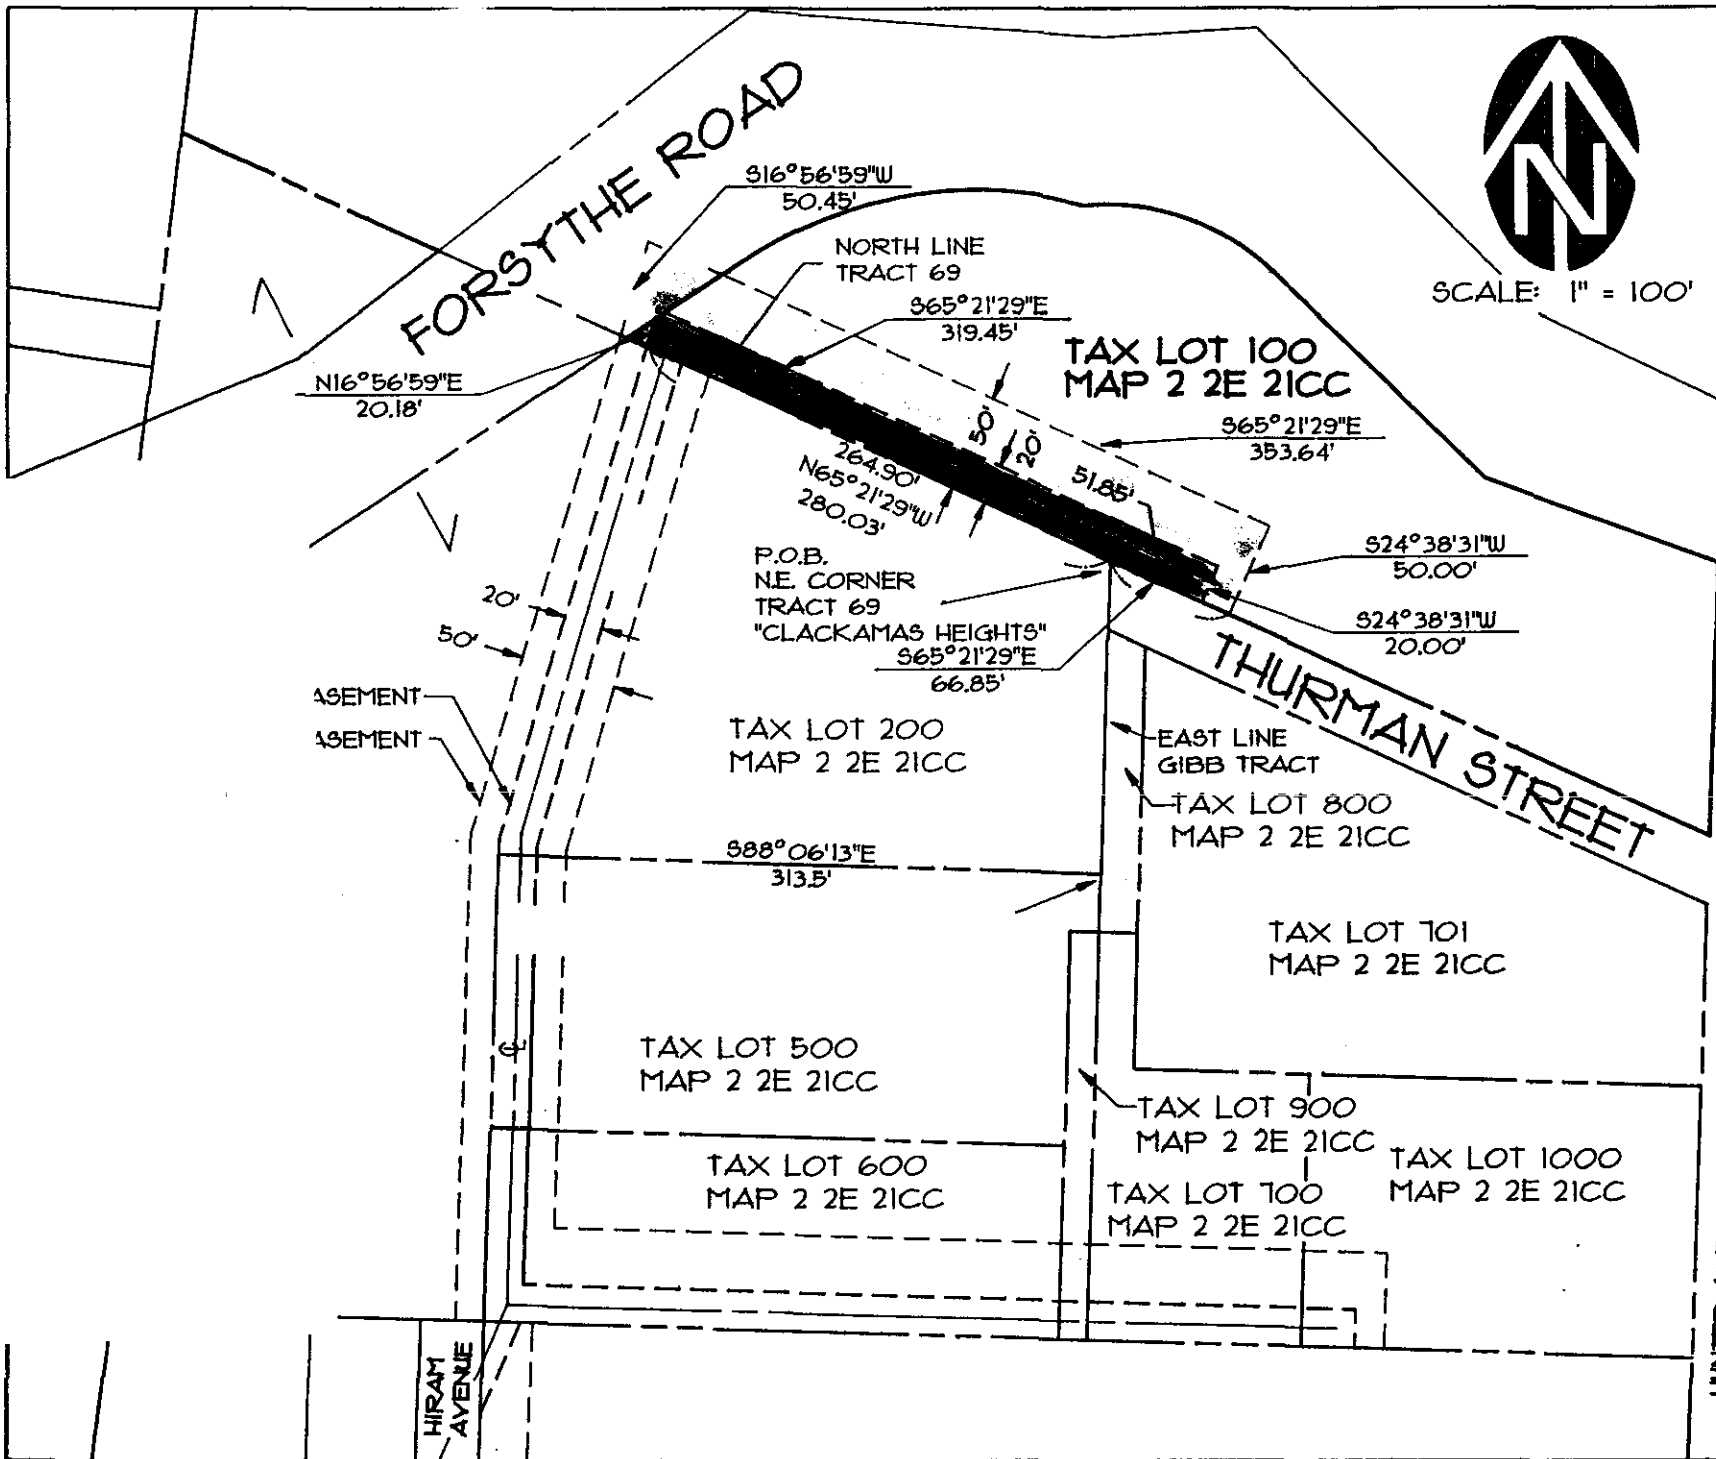 FORSYTHE ROAD
S16°56'59"W
50.45'
NORTH LINE
TRACT 69
S65°21'29"E
319.45'
N
SCALE: 1" = 100'
TAX LOT 100
MAP 2 2E 21CC
N16°56'59"E
20.18'
S65°21'29"E
353.64'
50'
20'
51.85'
264.90'
N65°21'29"W
280.03'
P.O.B.
N.E. CORNER
TRACT 69
"CLACKAMAS HEIGHTS"
S65°21'29"E
66.85'
S24°38'31"W
50.00'
S24°38'31"W
20.00'
20'
50'
THURMAN STREET
ASEMENT
ASEMENT
TAX LOT 200
MAP 2 2E 21CC
EAST LINE
GIBB TRACT
TAX LOT 800
MAP 2 2E 21CC
S88°06'13"E
313.5'
TAX LOT 701
MAP 2 2E 21CC
TAX LOT 500
MAP 2 2E 21CC
TAX LOT 900
MAP 2 2E 21CC
TAX LOT 600
MAP 2 2E 21CC
TAX LOT 700
MAP 2 2E 21CC
TAX LOT 1000
MAP 2 2E 21CC
HIRAM
AVENUE